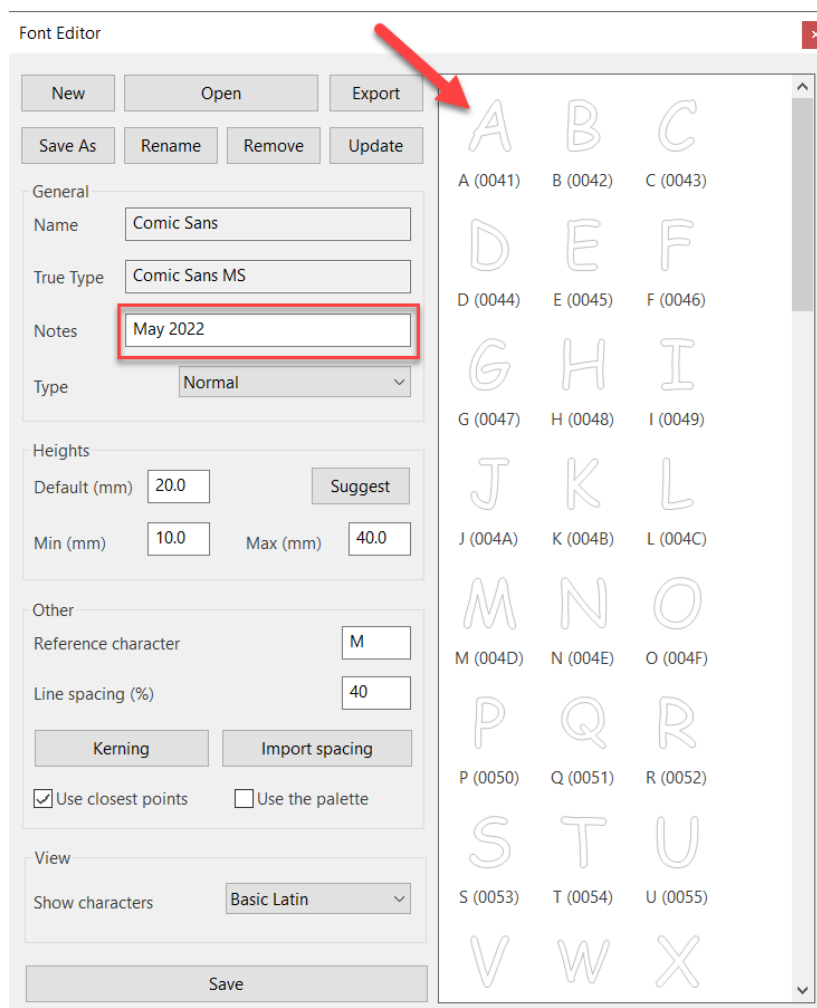 Font Editor
New Open Export
Save As Rename Remove Update
General
Name Comic Sans
True Type Comic Sans MS
Notes May 2022
Type Normal
Heights
Default (mm) 20.0 Suggest
Min (mm) 10.0 Max (mm) 40.0
Other
Reference character M
Line spacing (%) 40
Kerning Import spacing
Use closest points Use the palette
View
Show characters Basic Latin
Save
A B C
A (0041) B (0042) C (0043)
D E F
D (0044) E (0045) F (0046)
G H I
G (0047) H (0048) I (0049)
J K L
J (004A) K (004B) L (004C)
M N O
M (004D) N (004E) O (004F)
P Q R
P (0050) Q (0051) R (0052)
S T U
S (0053) T (0054) U (0055)
V W X